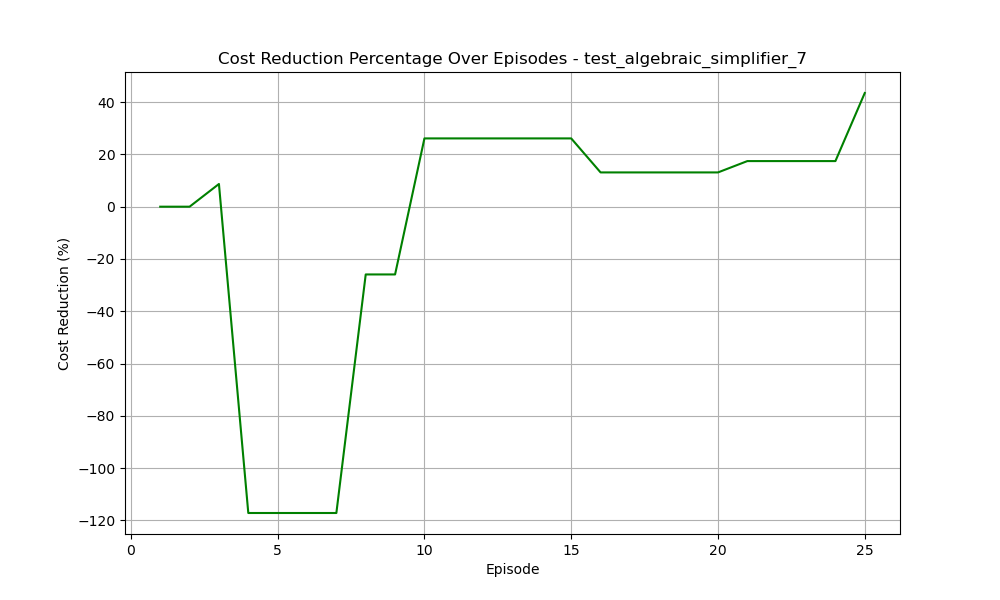 Cost Reduction Percentage Over Episodes - test_algebraic_simplifier_7
40
20
0
−20
−40
−60
−80
−100
−120
Cost Reduction (%)
0 5 10 15 20 25
Episode